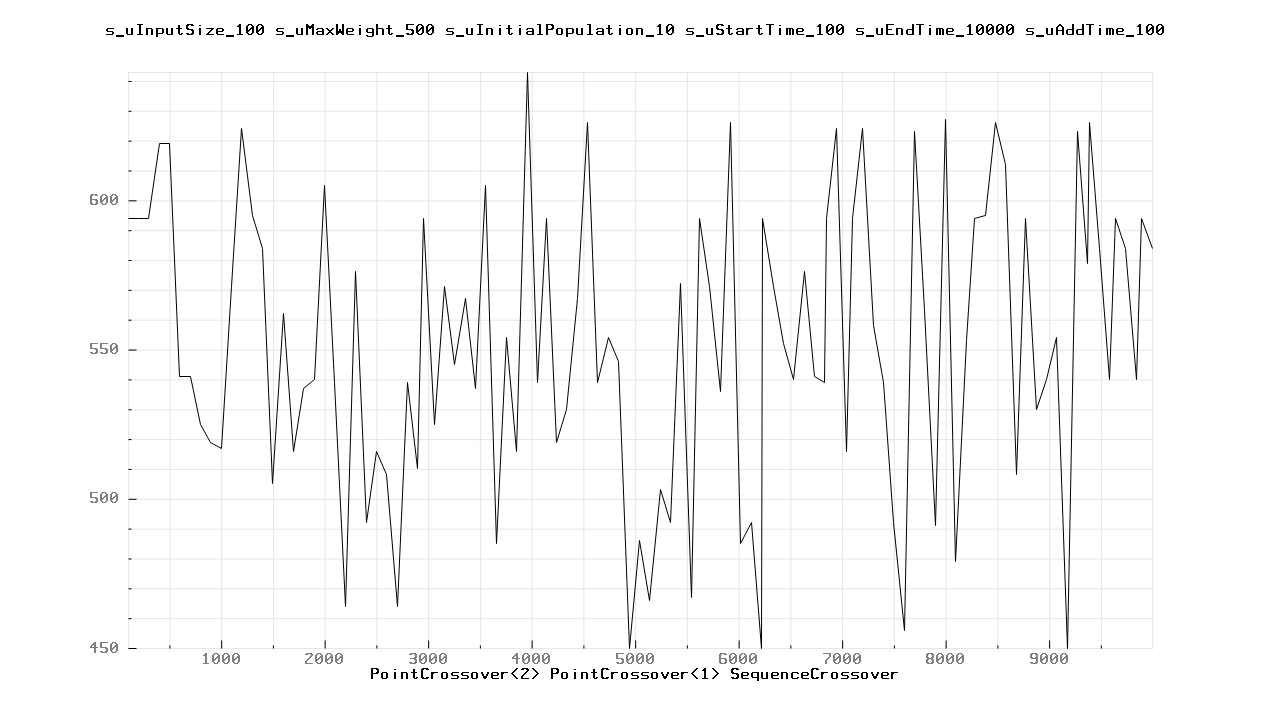 s_uInputSize_100 s_uMaxWeight_500 s_uInitialPopulation_10 s_uStartTime_100 s_uEndTime_10000 s_uAddTime_100
600
550
500
450
1000 2000 3000 4000 5000 6000 7000 8000 9000
PointCrossover<2> PointCrossover<1> SequenceCrossover